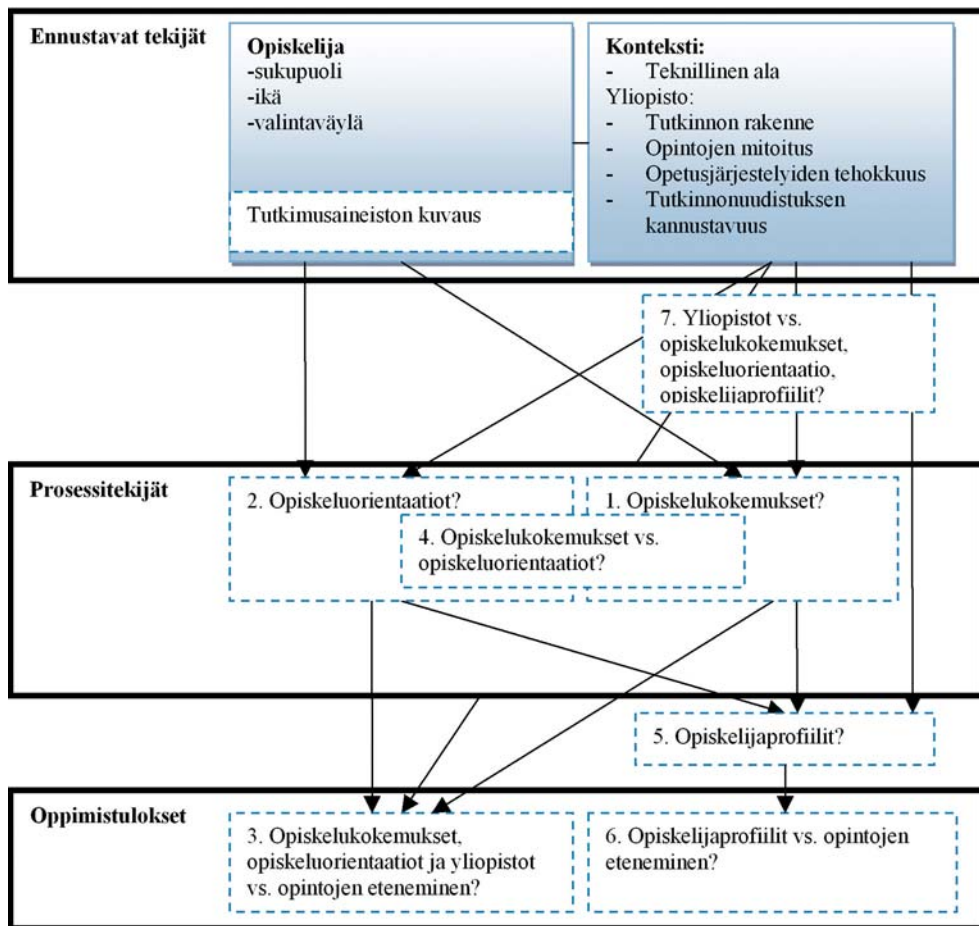 Ennustavat tekijät
Opiskelija
-sukupuoli
-ikä
-valintaväylä
Tutkimusaineiston kuvaus
Konteksti:
- Teknillinen ala
Yliopisto:
- Tutkinnon rakenne
- Opintojen mitoitus
- Opetusjärjestelyiden tehokkuus
- Tutkinnonuudistuksen
kannustavuus
7. Yliopistot vs.
opiskelukokemukset,
opiskeluorientaatio,
opiskelijaprofiilit?
Prosessitekijät
2. Opiskeluorientaatiot?
1. Opiskelukokemukset?
4. Opiskelukokemukset vs.
opiskeluorientaatiot?
5. Opiskelijaprofiilit?
Oppimistulokset
3. Opiskelukokemukset,
opiskeluorientaatiot ja yliopistot
vs. opintojen eteneminen?
6. Opiskelijaprofiilit vs. opintojen
eteneminen?